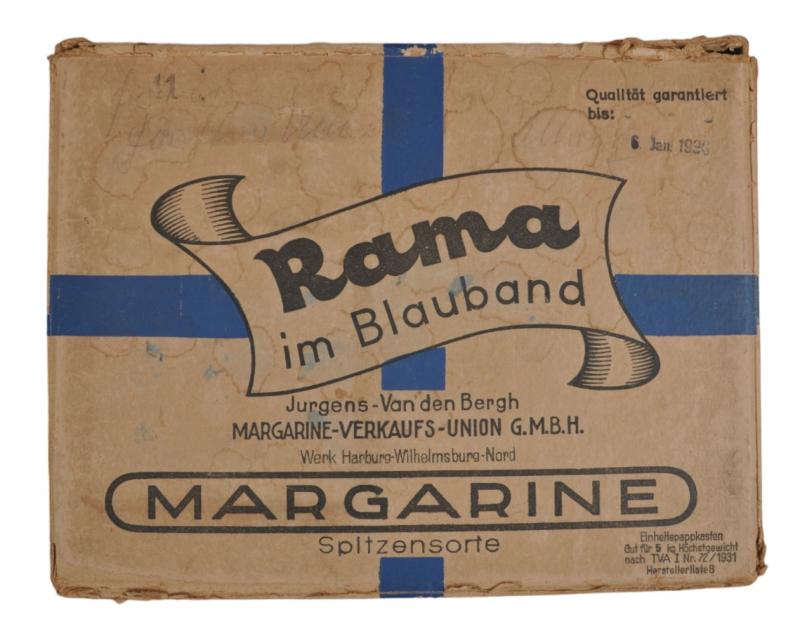 Qualität garantiert
bis:
6. Jan. 1936
Rama
im Blauband
Jurgens-Van den Bergh
MARGARINE-VERKAUFS-UNION G.M.B.H.
Werk Harburg-Wilhelmsburg-Nord
MARGARINE
Spitzensorte
Einheitspappkasten
Gut für 5 kg Höchstgewicht
nach TVA I Nr. 72/1931
Herstellerliste 8